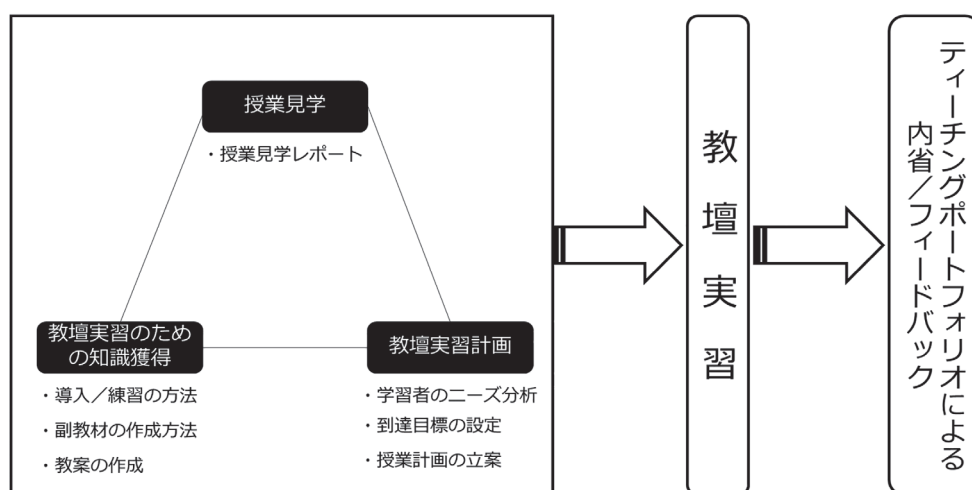 授業見学
・授業見学レポート
教壇実習のため
の知識獲得
・導入／練習の方法
・副教材の作成方法
・教案の作成
教壇実習計画
・学習者のニーズ分析
・到達目標の設定
・授業計画の立案
教壇実習
ティーチングポートフォリオによる
内省／フィードバック